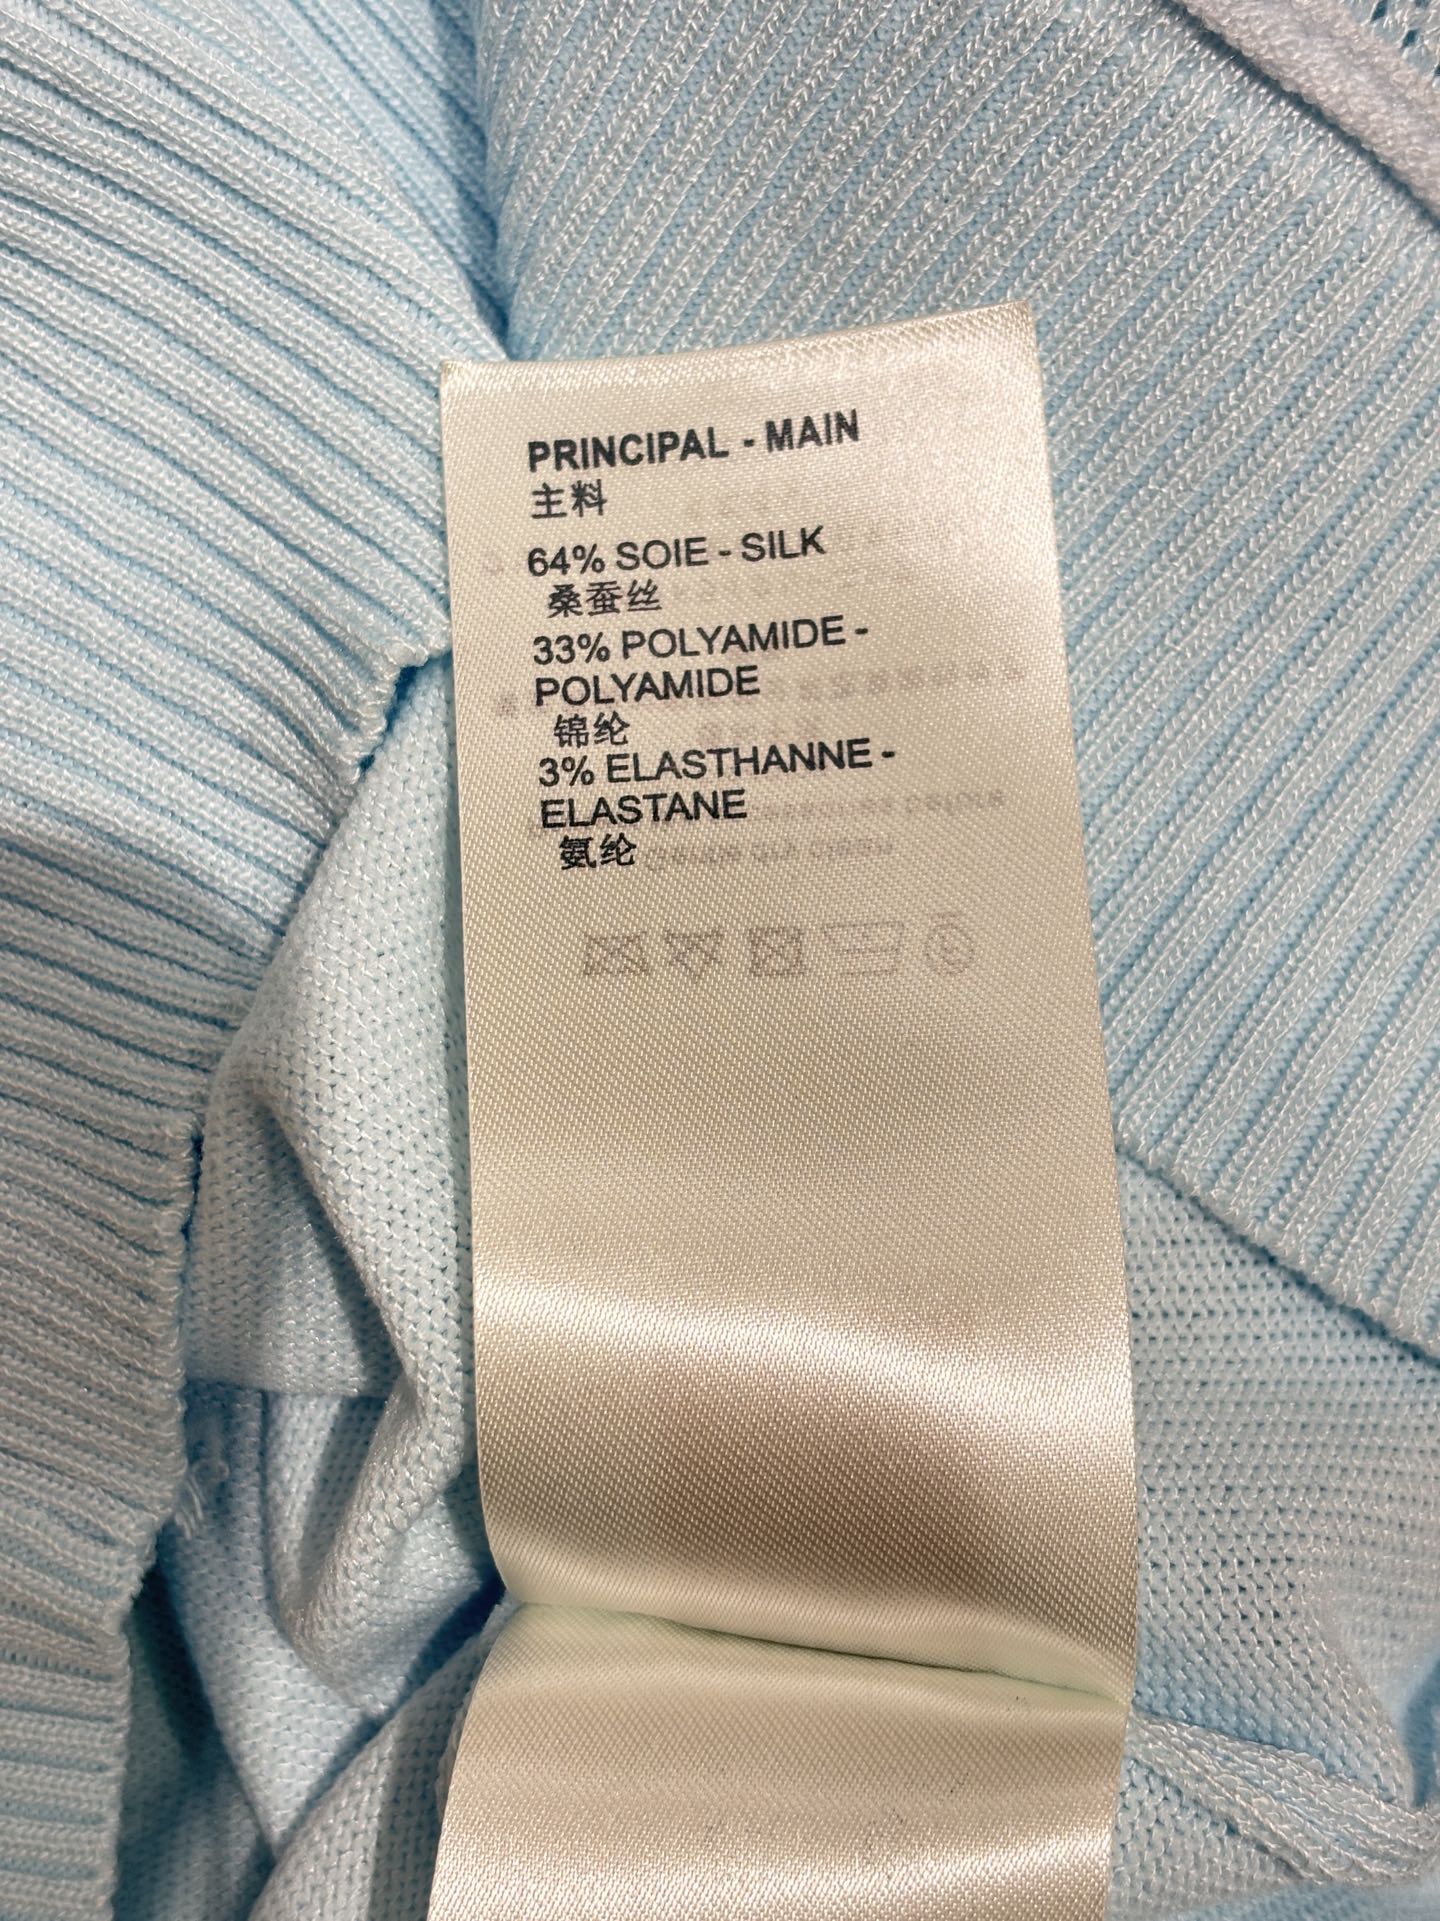 PRINCIPAL - MAIN
主料
64% SOIE - SILK
桑蚕丝
33% POLYAMIDE -
POLYAMIDE
锦纶
3% ELASTHANNE -
ELASTANE
氨纶